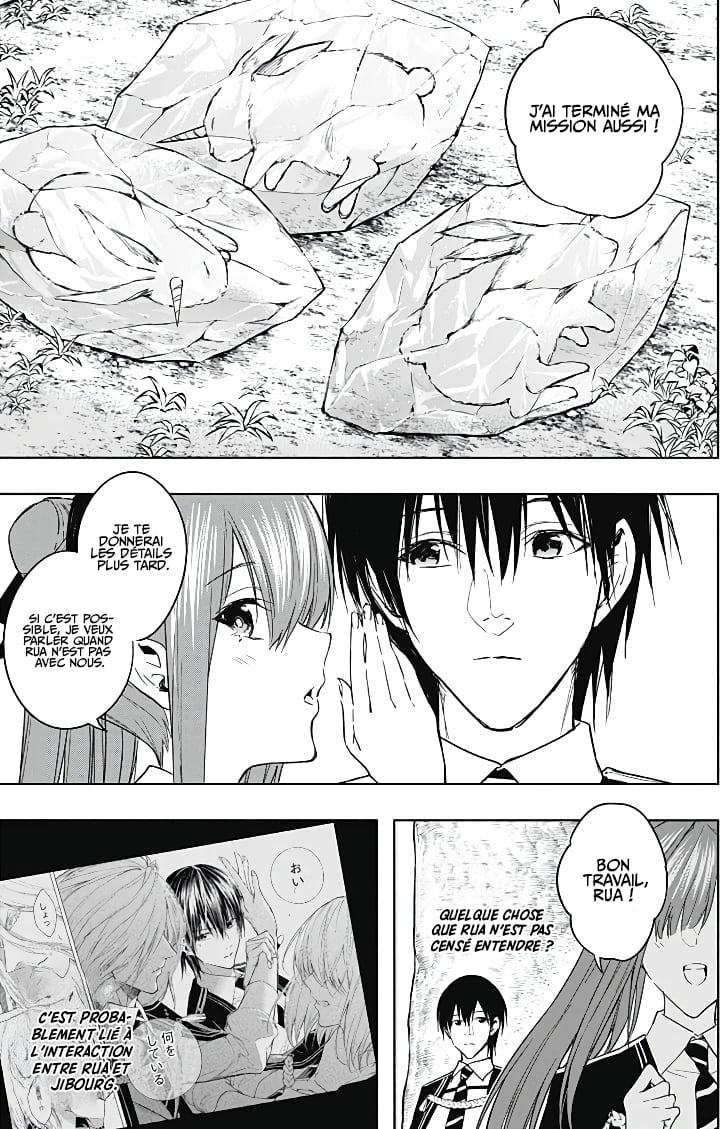 J'AI TERMINÉ MA
MISSION AUSSI !
JE TE
DONNERAI
LES DÉTAILS
PLUS TARD.
SI C'EST POS-
SIBLE, JE VEUX
PARLER QUAND
RUA N'EST PAS
AVEC NOUS.
BON
TRAVAIL,
RUA !
QUELQUE CHOSE
QUE RUA N'EST PAS
CENSÉ ENTENDRE ?
おい
何を
している
C'EST PROBA-
BLEMENT LIÉ À
L'INTERACTION
ENTRE RUA ET
JIBOURG.